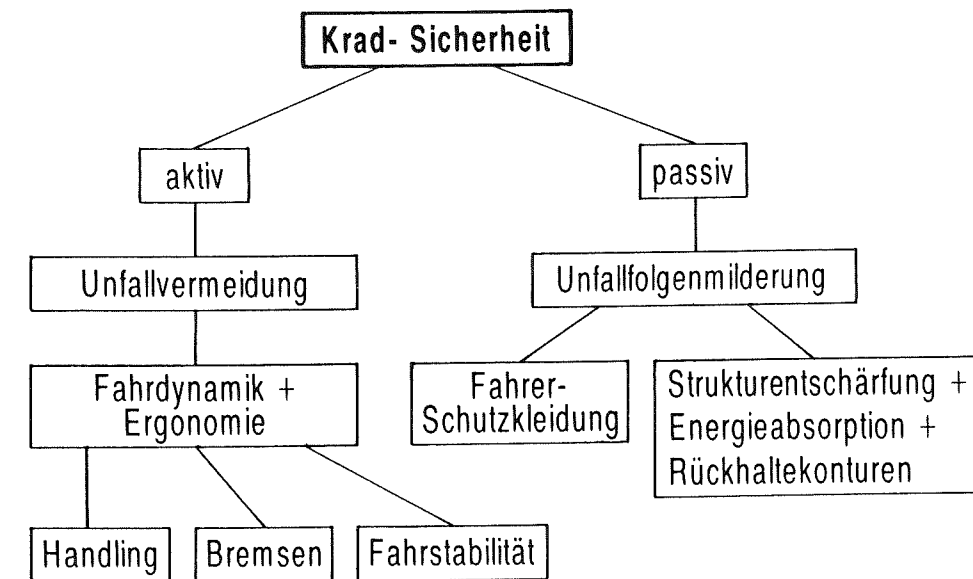 Krad- Sicherheit
aktiv
passiv
Unfallvermeidung
Unfallfolgenmilderung
Fahrdynamik +
Ergonomie
Fahrer-
Schutzkleidung
Strukturentschärfung +
Energieabsorption +
Rückhaltekonturen
Handling
Bremsen
Fahrstabilität